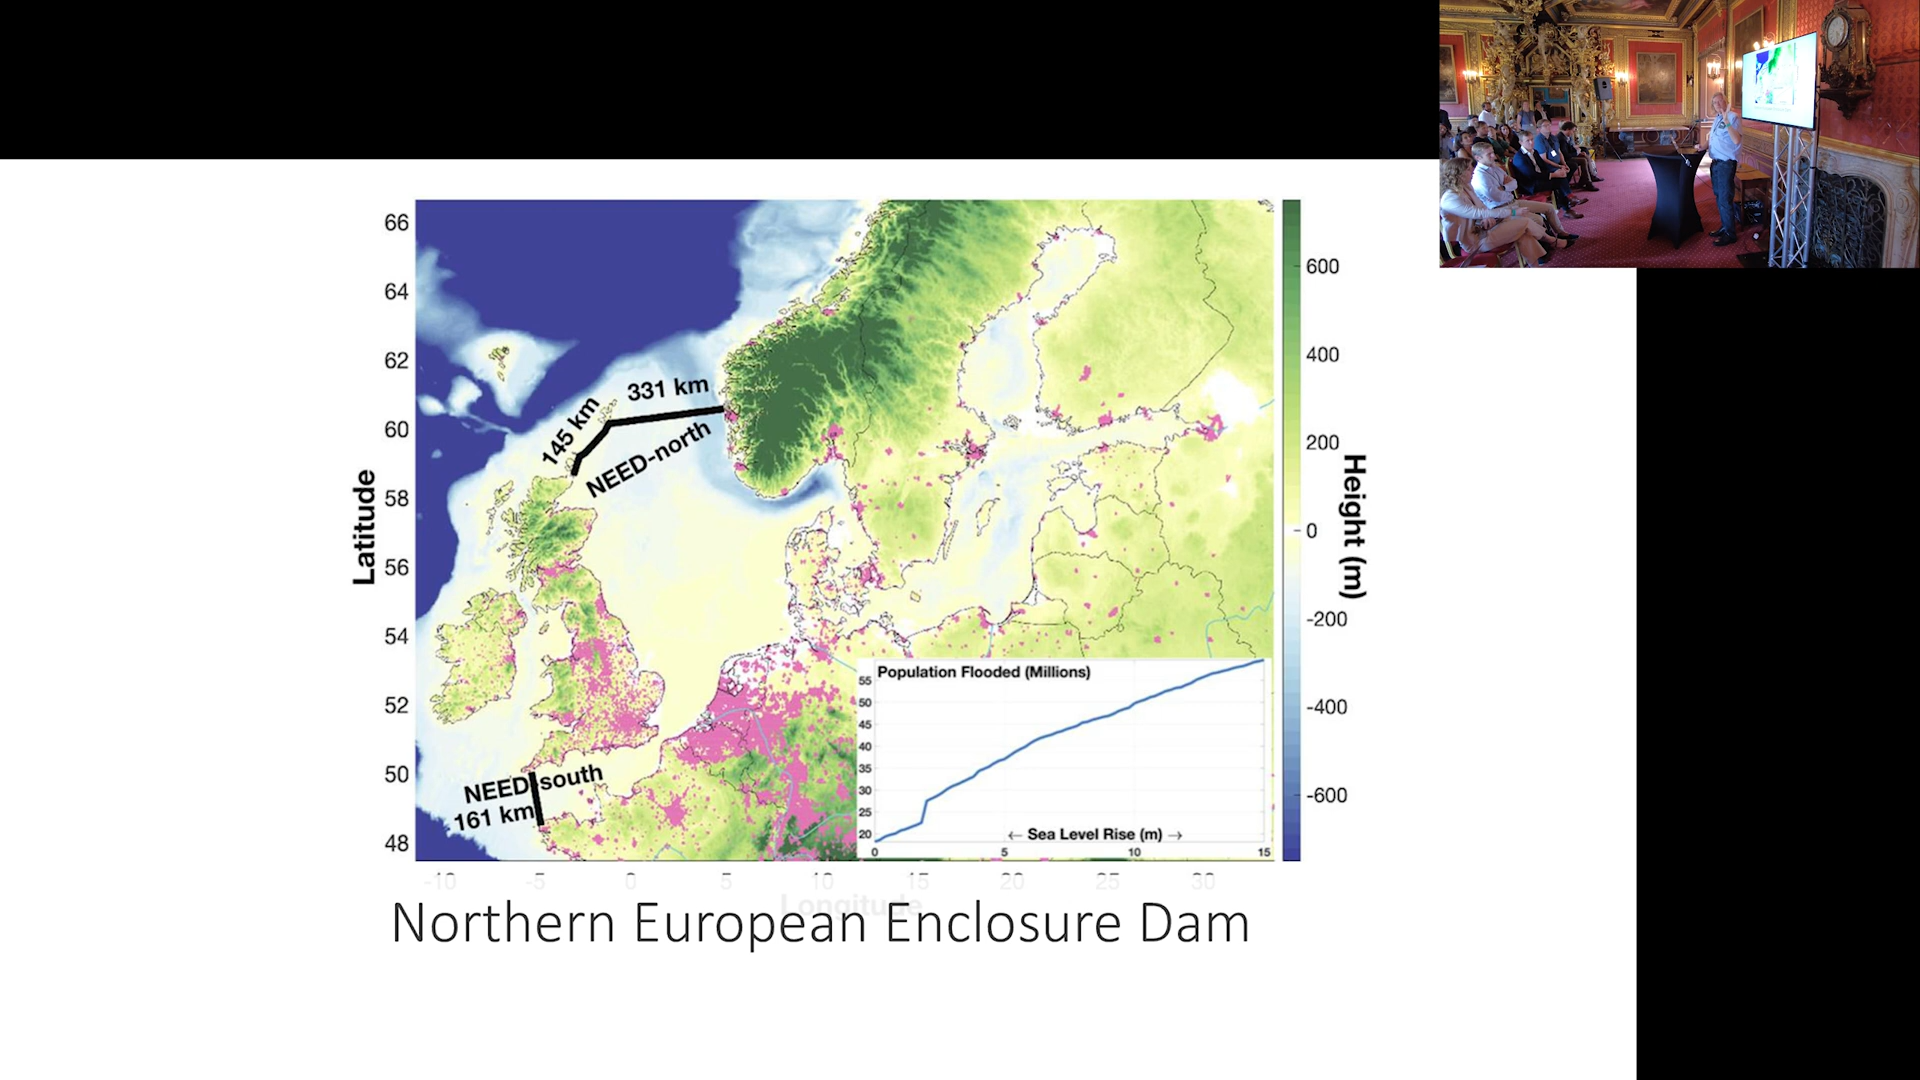 66
64
62
60
58
56
54
52
50
48
Latitude
331 km
145 km
NEED-north
NEED-south
161 km
Population Flooded (Millions)
55
50
45
40
35
30
25
20
← Sea Level Rise (m) →
0 5 10 15
600
400
200
0
-200
-400
-600
Height (m)
-10 -5 0 5 10 15 20 25 30
Longitude
Northern European Enclosure Dam